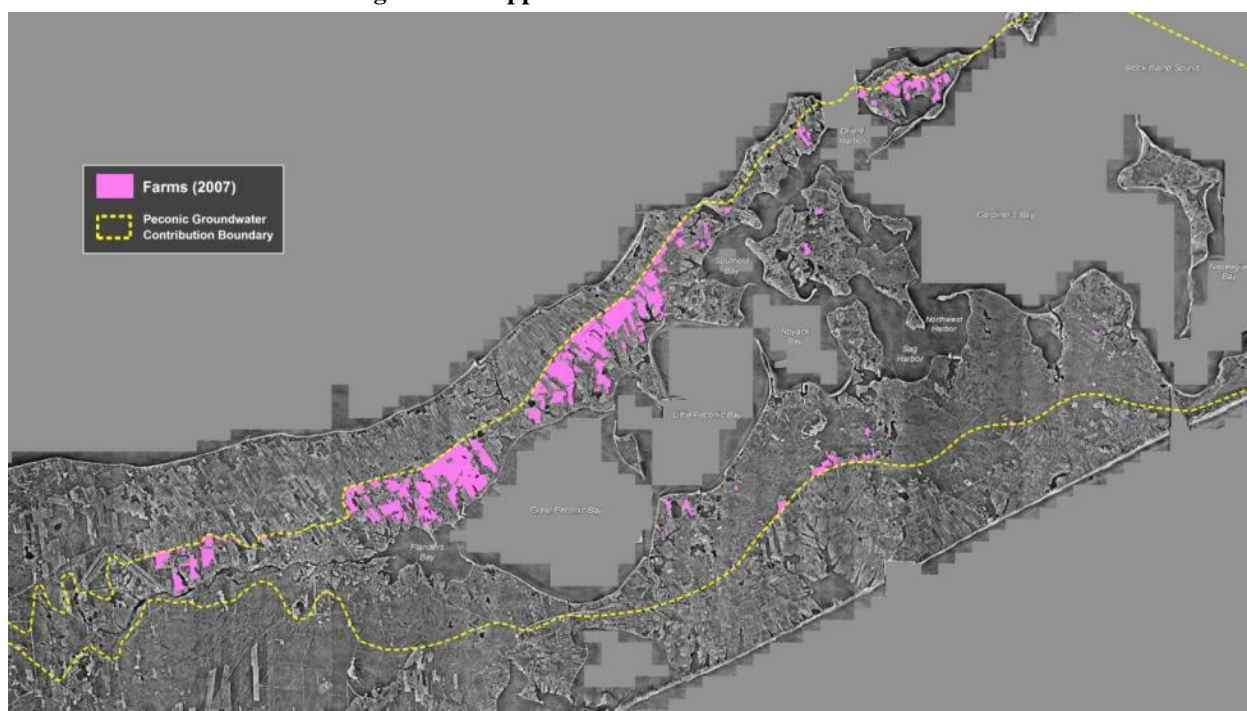 Block Island Sound
Orient
Harbor
Farms (2007)
Peconic Groundwater
Contribution Boundary
Gardiner's Bay
Southold
Bay
Napeague
Bay
Northwest
Harbor
Noyack
Bay
Sag
Harbor
Little Peconic Bay
Great Peconic Bay
Flanders
Bay